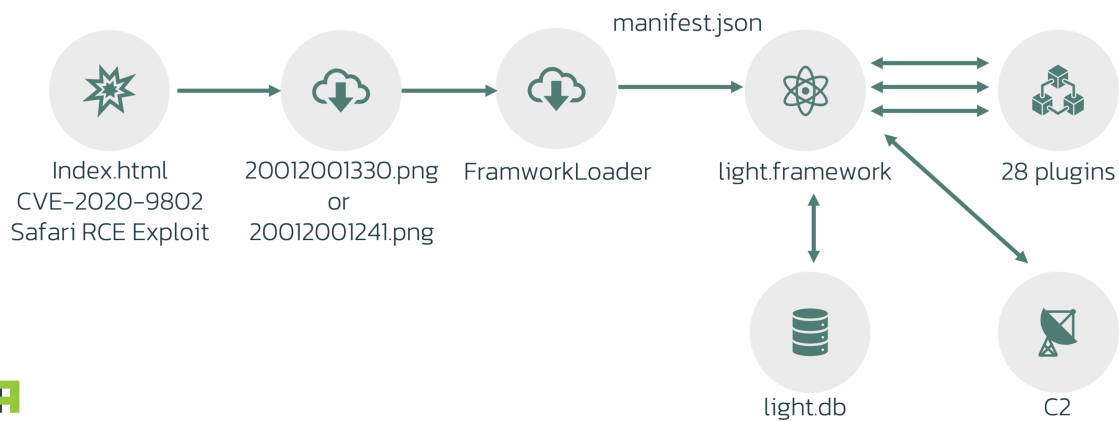 manifest.json
Index.html
CVE-2020-9802
Safari RCE Exploit
20012001330.png
or
20012001241.png
FramworkLoader
light.framework
28 plugins
light.db
C2